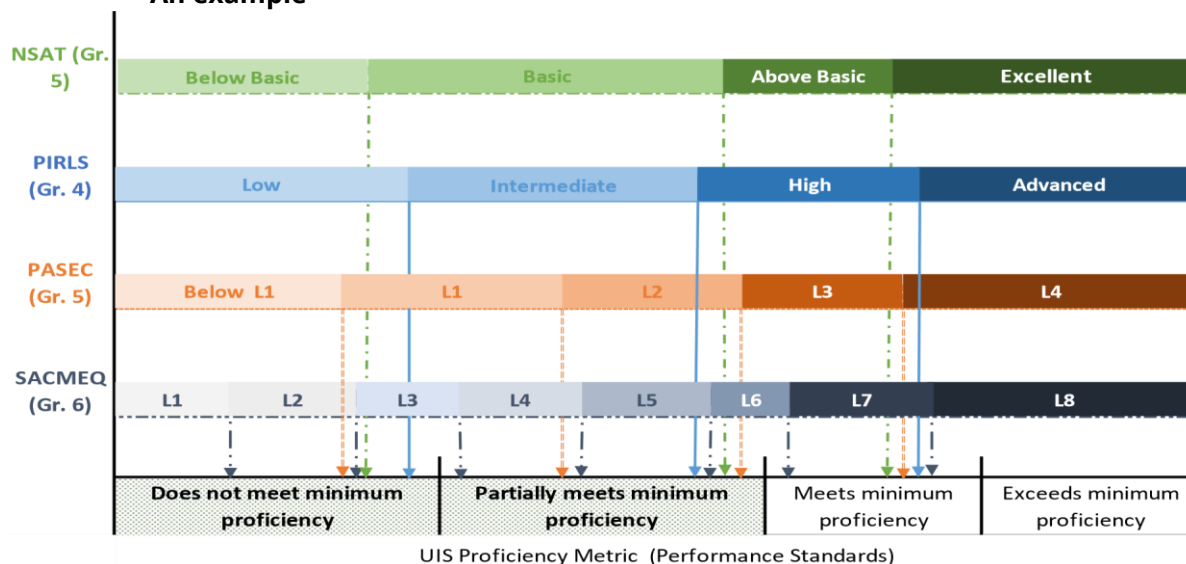 An example
NSAT (Gr.
5)
Below Basic
Basic
Above Basic
Excellent
PIRLS
(Gr. 4)
Low
Intermediate
High
Advanced
PASEC
(Gr. 5)
Below L1
L1
L2
L3
L4
SACMEQ
(Gr. 6)
L1
L2
L3
L4
L5
L6
L7
L8
Does not meet minimum
proficiency
Partially meets minimum
proficiency
Meets minimum
proficiency
Exceeds minimum
proficiency
UIS Proficiency Metric (Performance Standards)